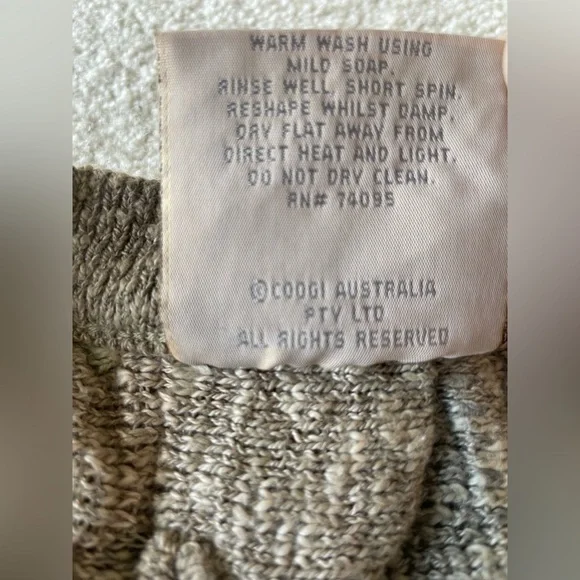 WARM WASH USING
MILD SOAP.
RINSE WELL, SHORT SPIN.
RESHAPE WHILST DAMP,
DRY FLAT AWAY FROM
DIRECT HEAT AND LIGHT.
DO NOT DRY CLEAN.
RN# 74095
©COOGI AUSTRALIA
PTY LTD
ALL RIGHTS RESERVED